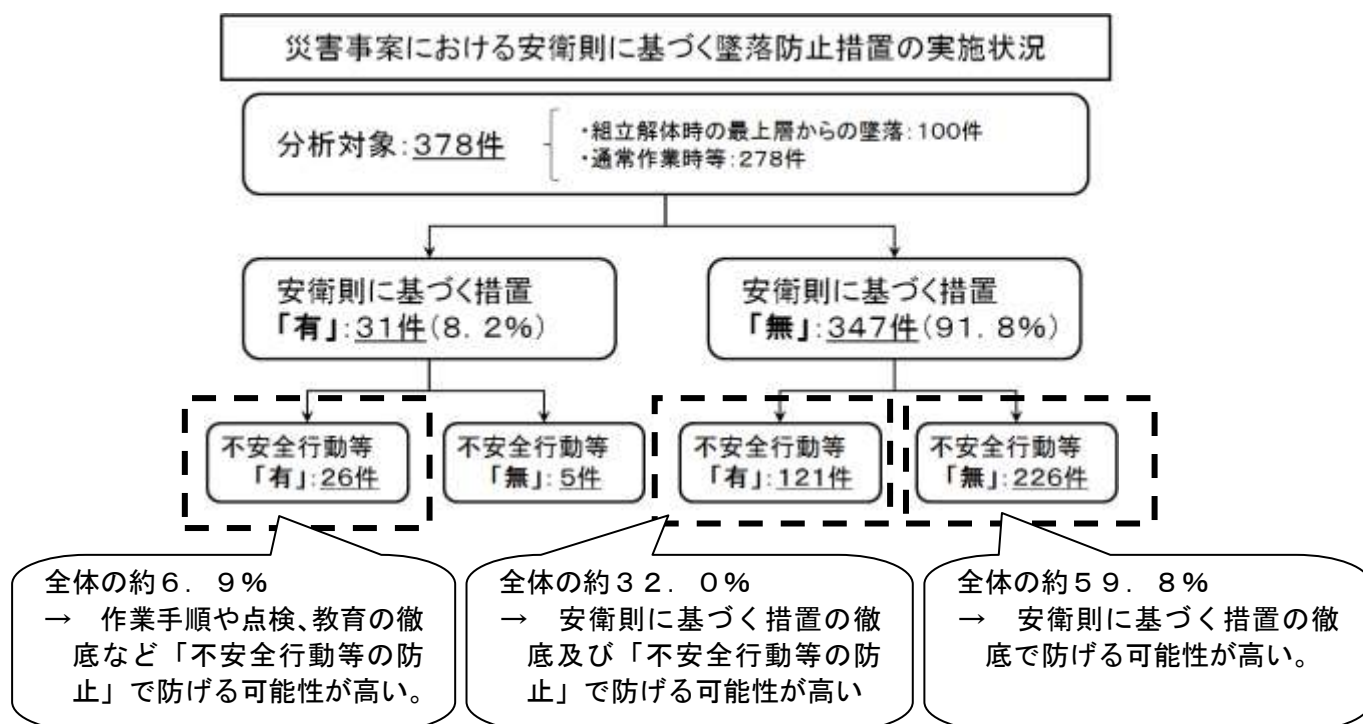 災害事案における安衛則に基づく墜落防止措置の実施状況
分析対象:378件
・組立解体時の最上層からの墜落:100件
・通常作業時等:278件
安衛則に基づく措置
「有」:31件(8.2%)
安衛則に基づく措置
「無」:347件(91.8%)
不安全行動等
「有」:26件
不安全行動等
「無」:5件
不安全行動等
「有」:121件
不安全行動等
「無」:226件
全体の約6.9%
→ 作業手順や点検、教育の徹
底など「不安全行動等の防
止」で防げる可能性が高い。
全体の約32.0%
→ 安衛則に基づく措置の徹
底及び「不安全行動等の防
止」で防げる可能性が高い
全体の約59.8%
→ 安衛則に基づく措置の徹
底で防げる可能性が高い。